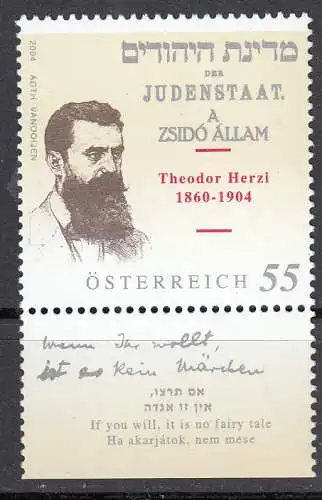 מדינת היהודים
DER
JUDENSTAAT.
A
ZSIDÓ ÁLLAM
Theodor Herzl
1860-1904
2004 ADTH VANOOIJEN
ÖSTERREICH 55
Wenn Ihr wollt,
ist es kein Märchen
אם תרצו,
אין זו אגדה
If you will, it is no fairy tale
Ha akarjátok, nem mese